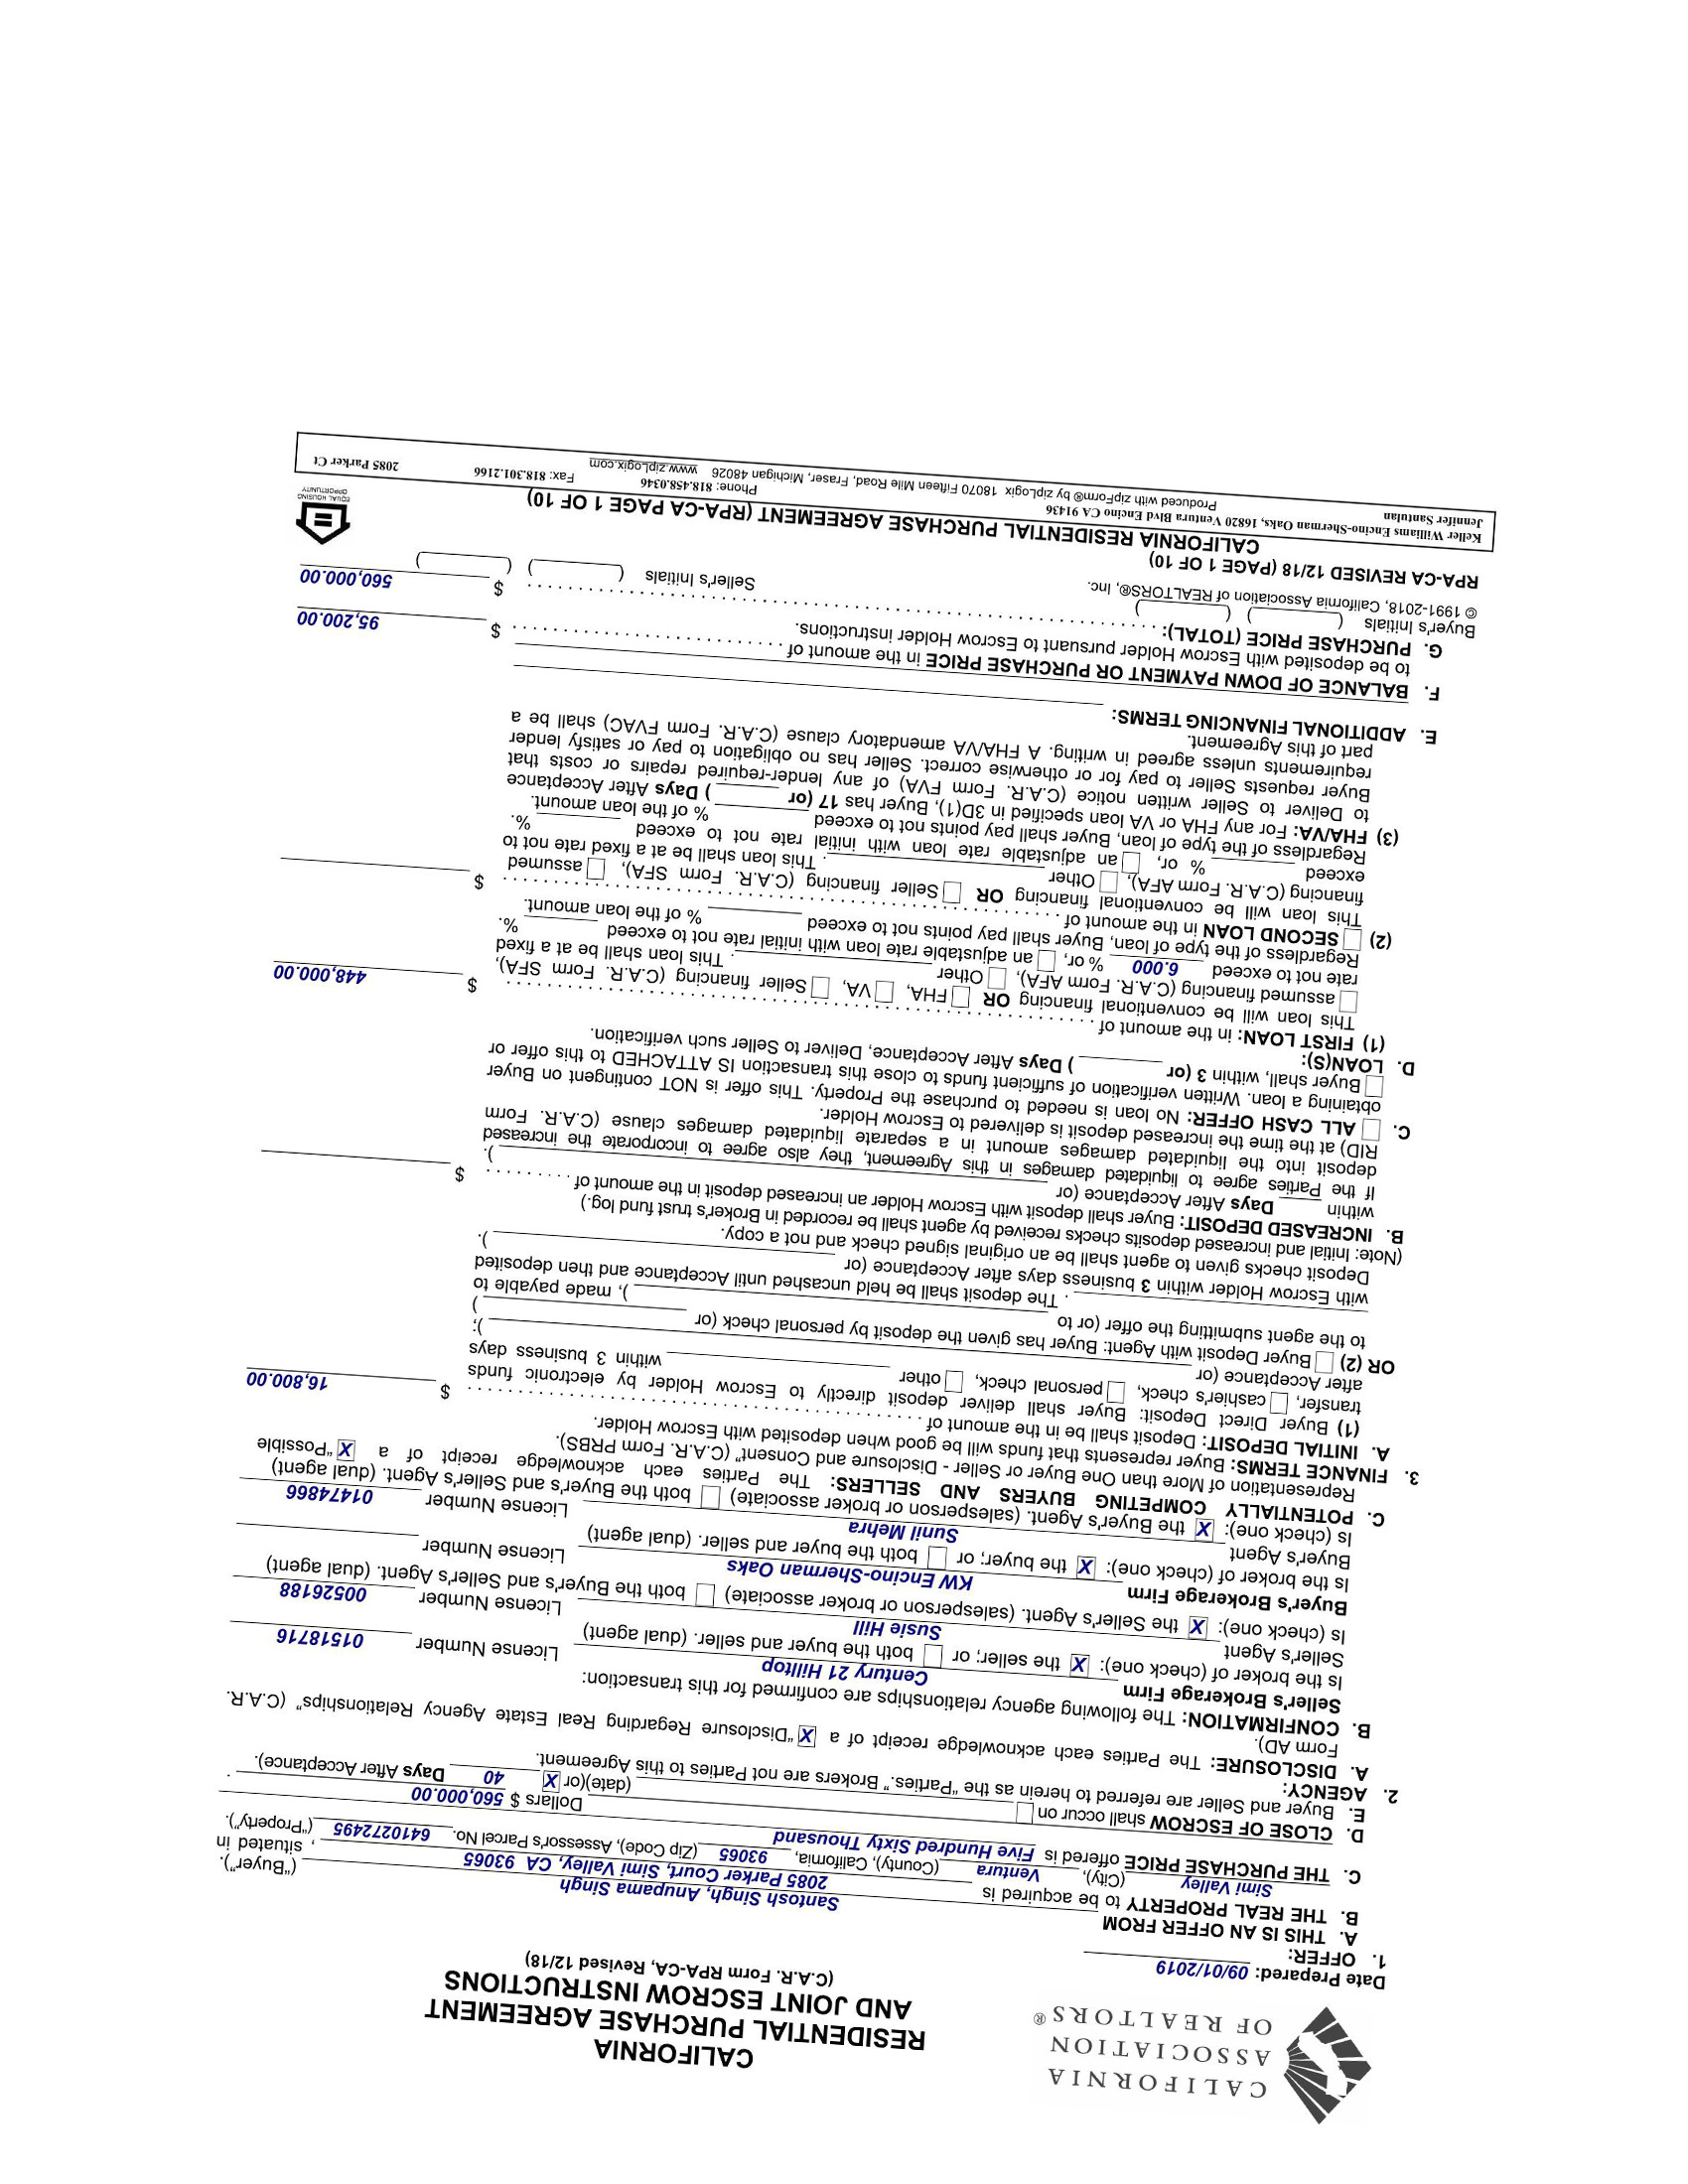 CALIFORNIA
ASSOCIATION
OF REALTORS®
CALIFORNIA
RESIDENTIAL PURCHASE AGREEMENT
AND JOINT ESCROW INSTRUCTIONS
(C.A.R. Form RPA-CA, Revised 12/18)
Date Prepared: 09/01/2019
1. OFFER:
A. THIS IS AN OFFER FROM Santosh Singh, Anupama Singh ("Buyer").
B. THE REAL PROPERTY to be acquired is 2085 Parker Court, Simi Valley, CA 93065 , situated in
Simi Valley (City), Ventura (County), California, 93065 (Zip Code), Assessor's Parcel No. 6410272495 ("Property").
C. THE PURCHASE PRICE offered is Five Hundred Sixty Thousand
Dollars $ 560,000.00 .
D. CLOSE OF ESCROW shall occur on ☐ (date)(or ☒ 40 Days After Acceptance).
E. Buyer and Seller are referred to herein as the "Parties." Brokers are not Parties to this Agreement.
2. AGENCY:
A. DISCLOSURE: The Parties each acknowledge receipt of a ☒ "Disclosure Regarding Real Estate Agency Relationships" (C.A.R.
Form AD).
B. CONFIRMATION: The following agency relationships are confirmed for this transaction:
Seller's Brokerage Firm Century 21 Hilltop License Number 01518716
Is the broker of (check one): ☒ the seller; or ☐ both the buyer and seller. (dual agent)
Seller's Agent Susie Hill License Number 00526188
Is (check one): ☒ the Seller's Agent. (salesperson or broker associate) ☐ both the Buyer's and Seller's Agent. (dual agent)
Buyer's Brokerage Firm KW Encino-Sherman Oaks License Number
Is the broker of (check one): ☒ the buyer; or ☐ both the buyer and seller. (dual agent)
Buyer's Agent Sunil Mehra License Number 01474866
Is (check one): ☒ the Buyer's Agent. (salesperson or broker associate) ☐ both the Buyer's and Seller's Agent. (dual agent)
C. POTENTIALLY COMPETING BUYERS AND SELLERS: The Parties each acknowledge receipt of a ☒ "Possible
Representation of More than One Buyer or Seller - Disclosure and Consent" (C.A.R. Form PRBS).
3. FINANCE TERMS: Buyer represents that funds will be good when deposited with Escrow Holder.
A. INITIAL DEPOSIT: Deposit shall be in the amount of . . . . . . . . . . $ 16,800.00
(1) Buyer Direct Deposit: Buyer shall deliver deposit directly to Escrow Holder by electronic funds
transfer, ☐ cashier's check, ☐ personal check, ☐ other within 3 business days
after Acceptance (or );
OR (2) ☐ Buyer Deposit with Agent: Buyer has given the deposit by personal check (or )
to the agent submitting the offer (or to ), made payable to
. The deposit shall be held uncashed until Acceptance and then deposited
with Escrow Holder within 3 business days after Acceptance (or ).
Deposit checks given to agent shall be an original signed check and not a copy.
(Note: Initial and increased deposits checks received by agent shall be recorded in Broker's trust fund log.)
B. INCREASED DEPOSIT: Buyer shall deposit with Escrow Holder an increased deposit in the amount of . . . . . . . . . $
within Days After Acceptance (or ).
If the Parties agree to liquidated damages in this Agreement, they also agree to incorporate the increased
deposit into the liquidated damages amount in a separate liquidated damages clause (C.A.R. Form
RID) at the time the increased deposit is delivered to Escrow Holder.
C. ☐ ALL CASH OFFER: No loan is needed to purchase the Property. This offer is NOT contingent on Buyer
obtaining a loan. Written verification of sufficient funds to close this transaction IS ATTACHED to this offer or
☐ Buyer shall, within 3 (or ) Days After Acceptance, Deliver to Seller such verification.
D. LOAN(S):
(1) FIRST LOAN: in the amount of . . . . . . . . . . $ 448,000.00
This loan will be conventional financing OR ☐ FHA, ☐ VA, ☐ Seller financing (C.A.R. Form SFA),
☐ assumed financing (C.A.R. Form AFA), ☐ Other . This loan shall be at a fixed
rate not to exceed 6.000 % or, ☐ an adjustable rate loan with initial rate not to exceed %.
Regardless of the type of loan, Buyer shall pay points not to exceed % of the loan amount.
(2) ☐ SECOND LOAN in the amount of . . . . . . . . . . $
This loan will be conventional financing OR ☐ Seller financing (C.A.R. Form SFA), ☐ assumed
financing (C.A.R. Form AFA), ☐ Other . This loan shall be at a fixed rate not to
exceed % or, ☐ an adjustable rate loan with initial rate not to exceed %.
Regardless of the type of loan, Buyer shall pay points not to exceed % of the loan amount.
(3) FHA/VA: For any FHA or VA loan specified in 3D(1), Buyer has 17 (or ) Days After Acceptance
to Deliver to Seller written notice (C.A.R. Form FVA) of any lender-required repairs or costs that
Buyer requests Seller to pay for or otherwise correct. Seller has no obligation to pay or satisfy lender
requirements unless agreed in writing. A FHA/VA amendatory clause (C.A.R. Form FVAC) shall be a
part of this Agreement.
E. ADDITIONAL FINANCING TERMS:
F. BALANCE OF DOWN PAYMENT OR PURCHASE PRICE in the amount of . . . . . . . . . . $ 95,200.00
to be deposited with Escrow Holder pursuant to Escrow Holder instructions.
G. PURCHASE PRICE (TOTAL): . . . . . . . . . . $ 560,000.00
Buyer's Initials ( ) ( ) Seller's Initials ( ) ( )
© 1991-2018, California Association of REALTORS®, Inc.
RPA-CA REVISED 12/18 (PAGE 1 OF 10)
CALIFORNIA RESIDENTIAL PURCHASE AGREEMENT (RPA-CA PAGE 1 OF 10)
EQUAL HOUSING
OPPORTUNITY
Keller Williams Encino-Sherman Oaks, 16820 Ventura Blvd Encino CA 91436 Phone: 818.458.0346 Fax: 818.301.2166 2085 Parker Ct
Jennifer Santulan Produced with zipForm® by zipLogix 18070 Fifteen Mile Road, Fraser, Michigan 48026 www.zipLogix.com